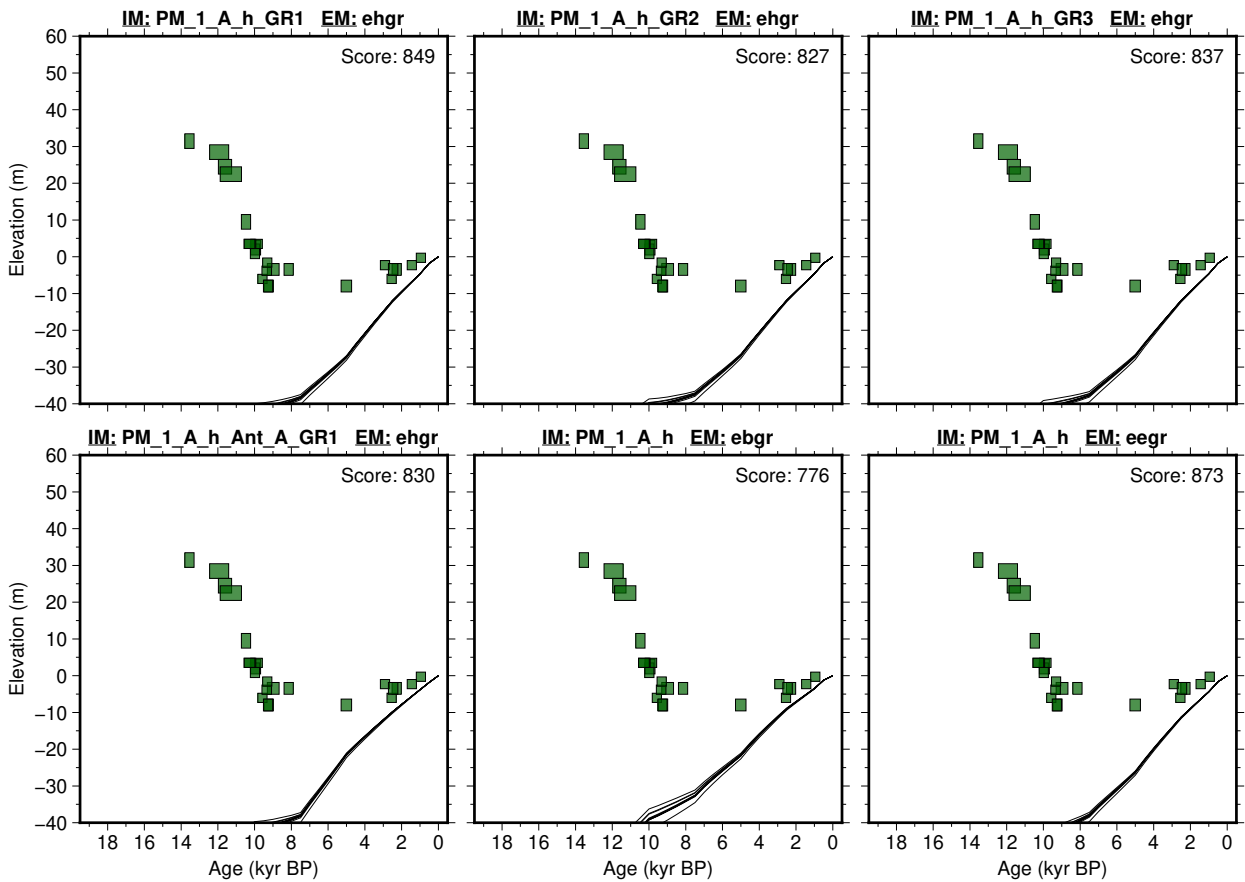 IM: PM_1_A_h_GR1 EM: ehgr
IM: PM_1_A_h_GR2 EM: ehgr
IM: PM_1_A_h_GR3 EM: ehgr
Score: 849
Score: 827
Score: 837
60
50
40
30
20
10
0
−10
−20
−30
−40
Elevation (m)
IM: PM_1_A_h_Ant_A_GR1 EM: ehgr
IM: PM_1_A_h EM: ebgr
IM: PM_1_A_h EM: eegr
Score: 830
Score: 776
Score: 873
60
50
40
30
20
10
0
−10
−20
−30
−40
Elevation (m)
18 16 14 12 10 8 6 4 2 0
18 16 14 12 10 8 6 4 2 0
18 16 14 12 10 8 6 4 2 0
Age (kyr BP)
Age (kyr BP)
Age (kyr BP)